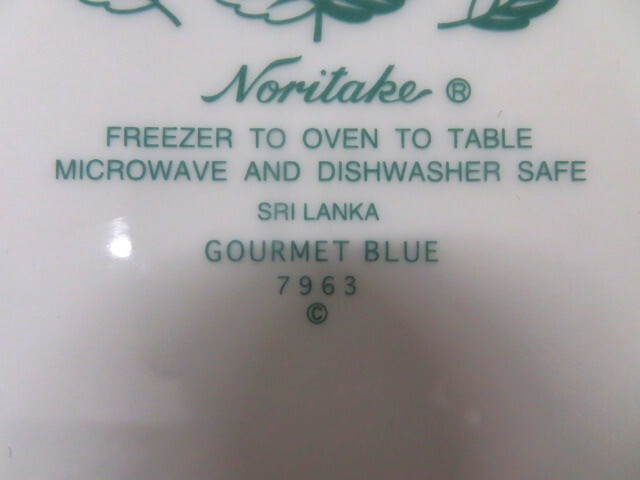 Noritake ®
FREEZER TO OVEN TO TABLE
MICROWAVE AND DISHWASHER SAFE
SRI LANKA
GOURMET BLUE
7963
©